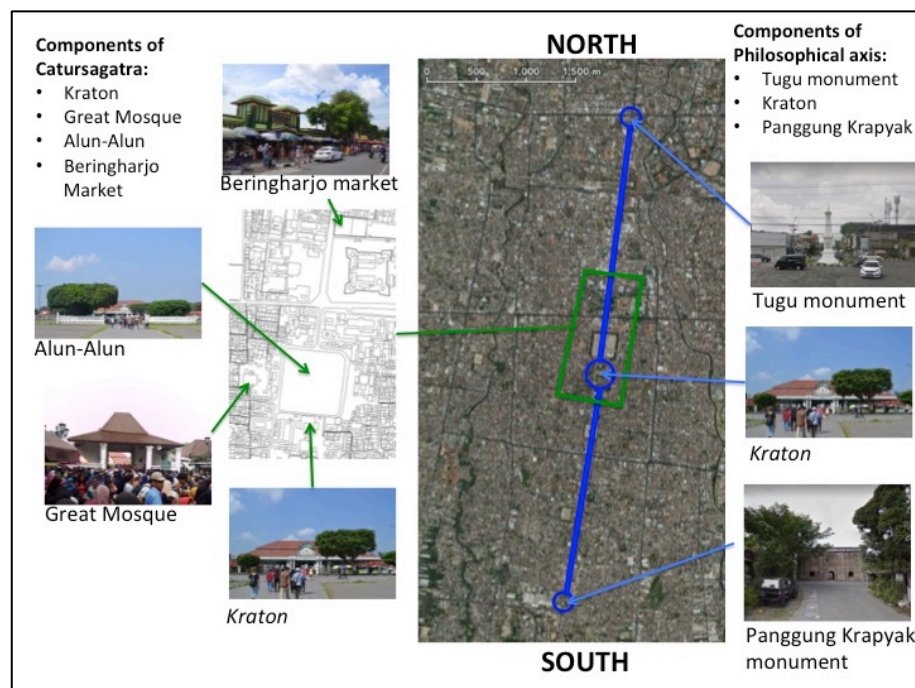 Components of
Catursagatra:
• Kraton
• Great Mosque
• Alun-Alun
• Beringharjo
Market
Beringharjo market
Alun-Alun
Great Mosque
Kraton
NORTH
0 500 1,000 1,500 m
SOUTH
Components of
Philosophical axis:
• Tugu monument
• Kraton
• Panggung Krapyak
Tugu monument
Kraton
Panggung Krapyak
monument